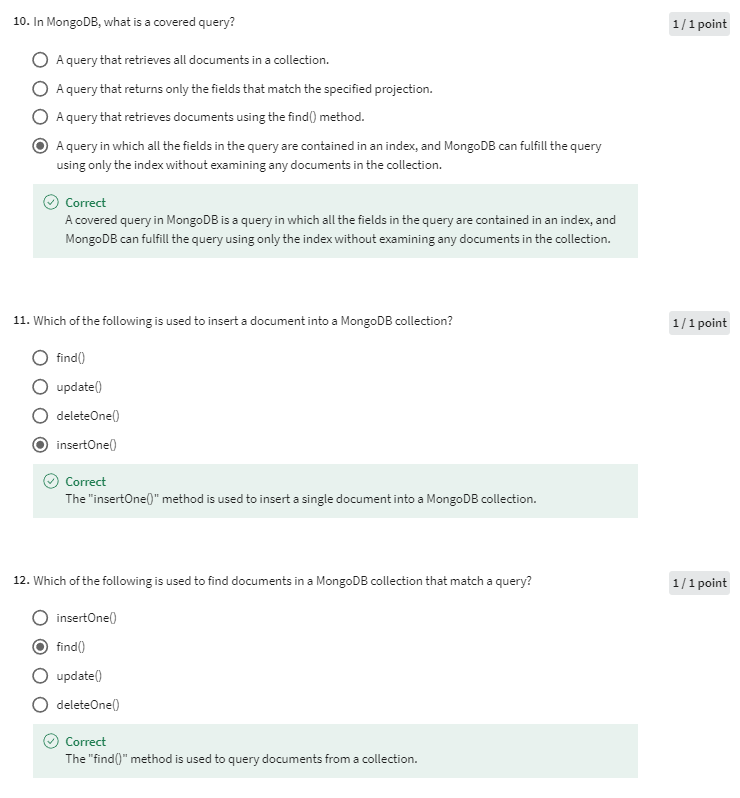 10. In MongoDB, what is a covered query?
1 / 1 point
A query that retrieves all documents in a collection.
A query that returns only the fields that match the specified projection.
A query that retrieves documents using the find() method.
A query in which all the fields in the query are contained in an index, and MongoDB can fulfill the query
using only the index without examining any documents in the collection.
Correct
A covered query in MongoDB is a query in which all the fields in the query are contained in an index, and
MongoDB can fulfill the query using only the index without examining any documents in the collection.
11. Which of the following is used to insert a document into a MongoDB collection?
1 / 1 point
find()
update()
deleteOne()
insertOne()
Correct
The "insertOne()" method is used to insert a single document into a MongoDB collection.
12. Which of the following is used to find documents in a MongoDB collection that match a query?
1 / 1 point
insertOne()
find()
update()
deleteOne()
Correct
The "find()" method is used to query documents from a collection.